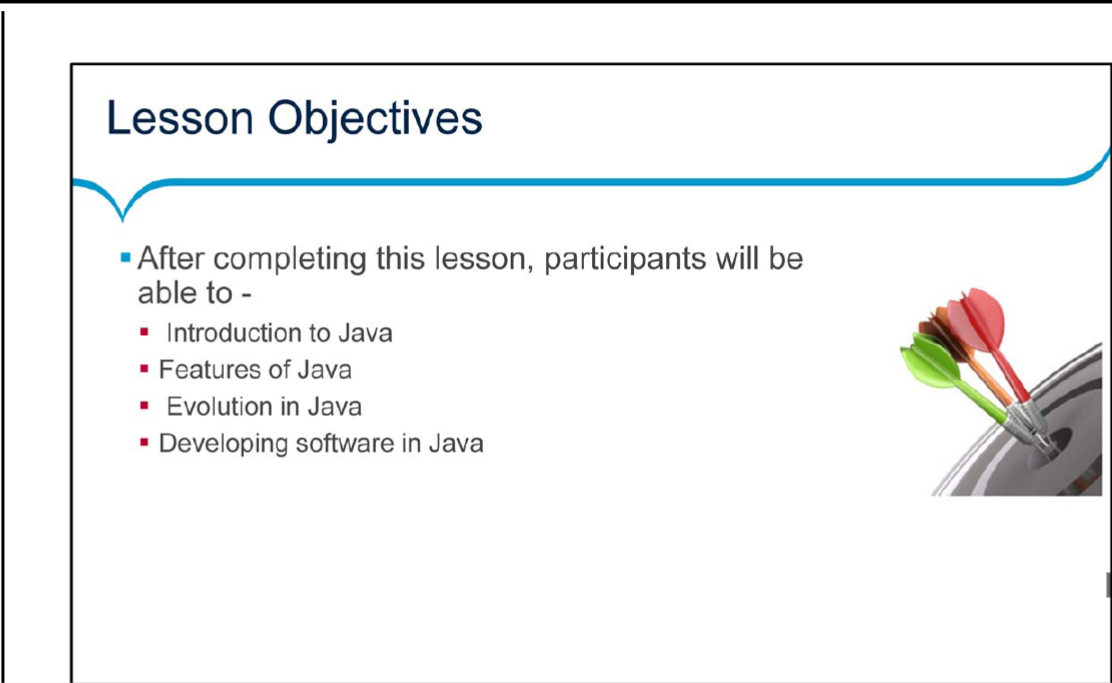 Lesson Objectives
After completing this lesson, participants will be
able to -
Introduction to Java
Features of Java
Evolution in Java
Developing software in Java